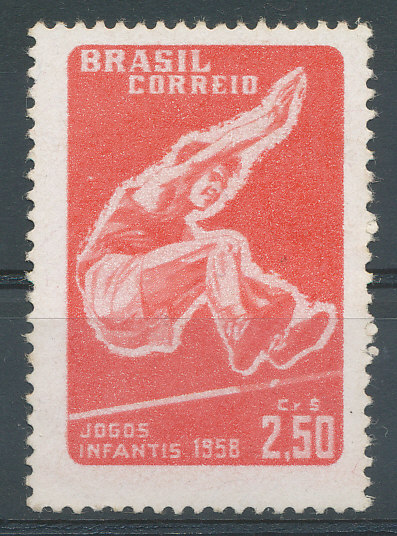 BRASIL
CORREIO
JOGOS
INFANTIS 1958
Cr $
2,50